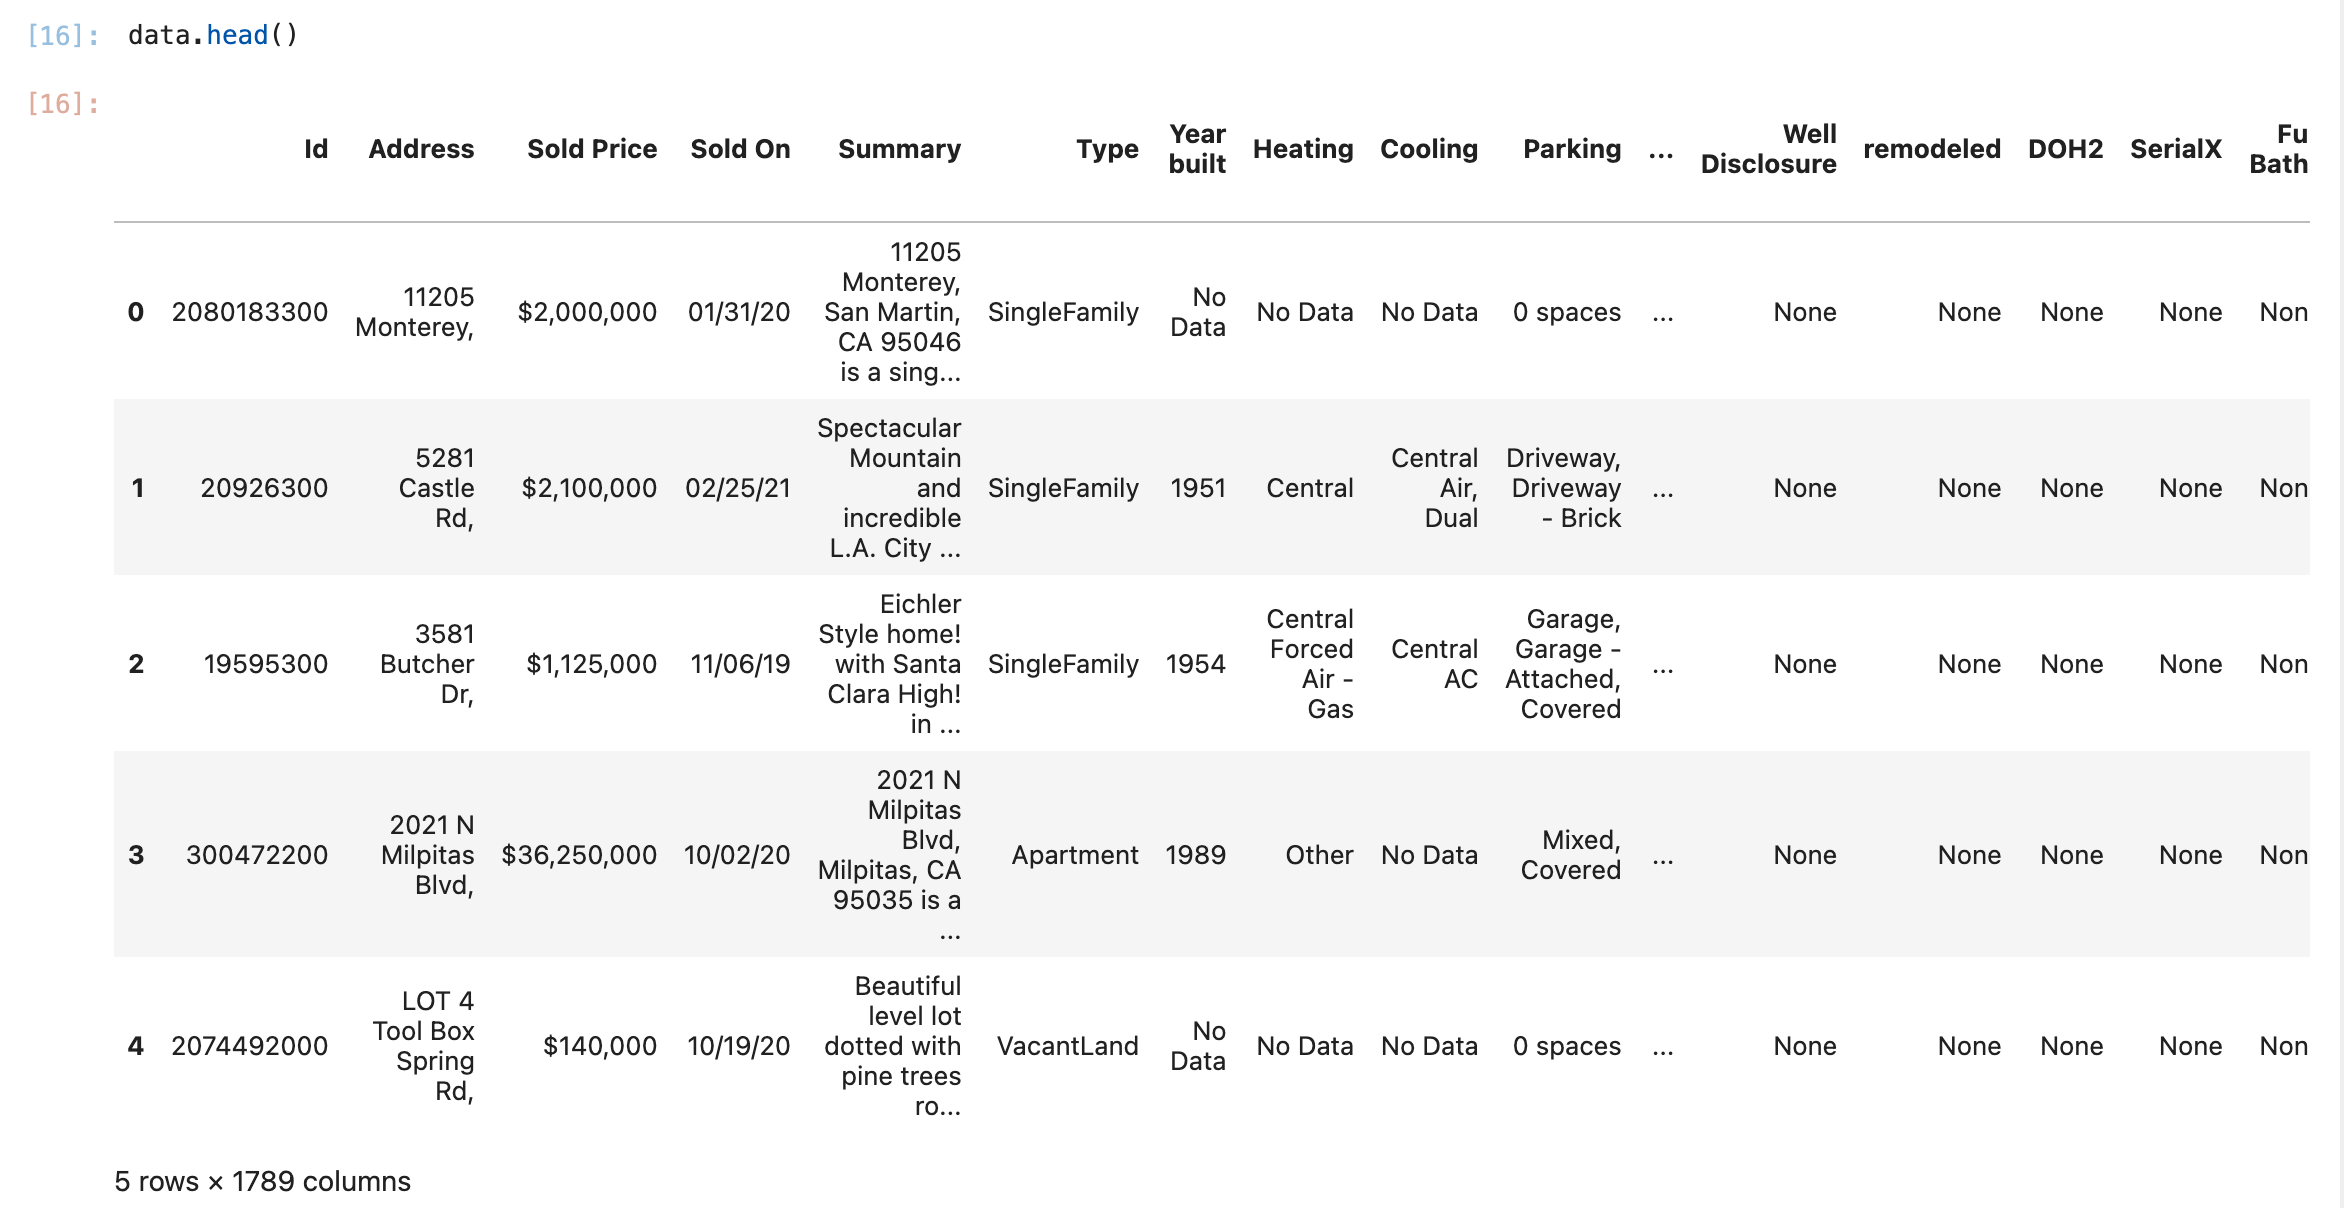 [16]: data.head()
[16]:
Id Address Sold Price Sold On Summary Type Year built Heating Cooling Parking ... Well Disclosure remodeled DOH2 SerialX Fu Bath
0 2080183300 11205 Monterey, $2,000,000 01/31/20 11205 Monterey, San Martin, CA 95046 is a sing... SingleFamily No Data No Data No Data 0 spaces ... None None None None Non
1 20926300 5281 Castle Rd, $2,100,000 02/25/21 Spectacular Mountain and incredible L.A. City ... SingleFamily 1951 Central Central Air, Dual Driveway, Driveway - Brick ... None None None None Non
2 19595300 3581 Butcher Dr, $1,125,000 11/06/19 Eichler Style home! with Santa Clara High! in ... SingleFamily 1954 Central Forced Air - Gas Central AC Garage, Garage - Attached, Covered ... None None None None Non
3 300472200 2021 N Milpitas Blvd, $36,250,000 10/02/20 2021 N Milpitas Blvd, Milpitas, CA 95035 is a ... Apartment 1989 Other No Data Mixed, Covered ... None None None None Non
4 2074492000 LOT 4 Tool Box Spring Rd, $140,000 10/19/20 Beautiful level lot dotted with pine trees ro... VacantLand No Data No Data No Data 0 spaces ... None None None None Non
5 rows × 1789 columns